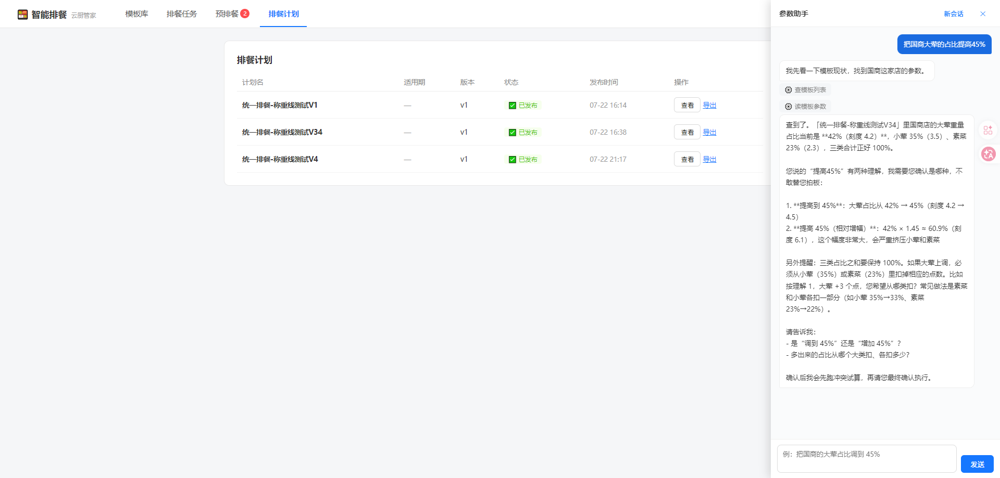 智能排餐 云厨管家 模板库 排餐任务 预排餐 2 排餐计划
排餐计划
计划名 适用期 版本 状态 发布时间 操作
统一排餐-称重线测试V1 — v1 已发布 07-22 16:14 查看 导出
统一排餐-称重线测试V34 — v1 已发布 07-22 16:38 查看 导出
统一排餐-称重线测试V4 — v1 已发布 07-22 21:17 查看 导出
参数助手 新会话 ×
把国商大荤的占比提高45%
我先看一下模板现状，找到国商这家店的参数。
查模板列表
读模板参数
查到了。「统一排餐-称重线测试V34」里国商店的大荤重量
占比当前是 **42%（刻度 4.2）**，小荤 35%（3.5）、素菜
23%（2.3），三类合计正好 100%。
您说的“提高45%”有两种理解，我需要您确认是哪种，不
敢替您拍板：
1. **提高到 45%**：大荤占比从 42% → 45%（刻度 4.2 →
4.5）
2. **提高 45%（相对增幅）**：42% × 1.45 ≈ 60.9%（刻
度 6.1），这个幅度非常大，会严重挤压小荤和素菜
另外提醒：三类占比之和要保持 100%。如果大荤上调，必
须从小荤（35%）或素菜（23%）里扣掉相应的点数。比如
按理解 1，大荤 +3 个点，您希望从哪类扣？常见做法是素菜
和小荤各扣一部分（如小荤 35%→33%、素菜
23%→22%）。
请告诉我：
- 是“调到 45%”还是“增加 45%”？
- 多出来的占比从哪个大类扣、各扣多少？
确认后我会先跑冲突试算，再请您最终确认执行。
例：把国商的大荤占比调到 45%
发送